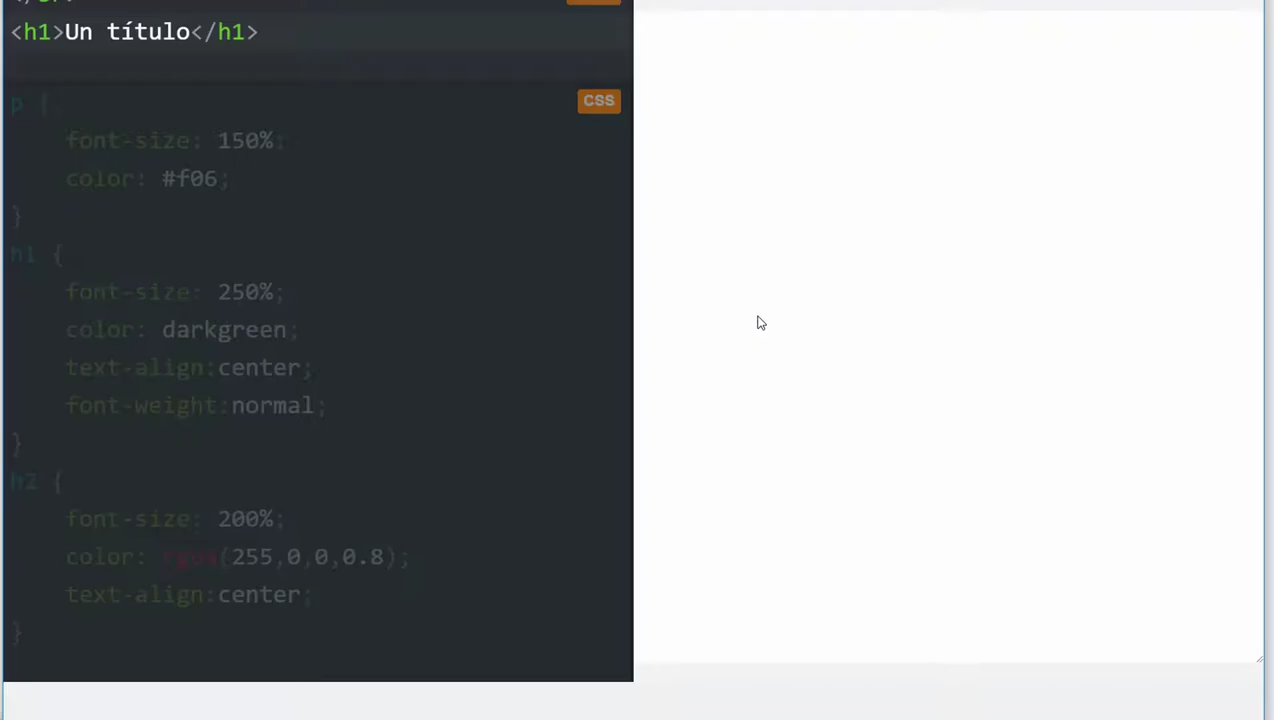 <h1>Un título</h1>
CSS
p {
font-size: 150%;
color: #f06;
}
h1 {
font-size: 250%;
color: darkgreen;
text-align:center;
font-weight:normal;
}
h2 {
font-size: 200%;
color: rgba(255,0,0,0.8);
text-align:center;
}